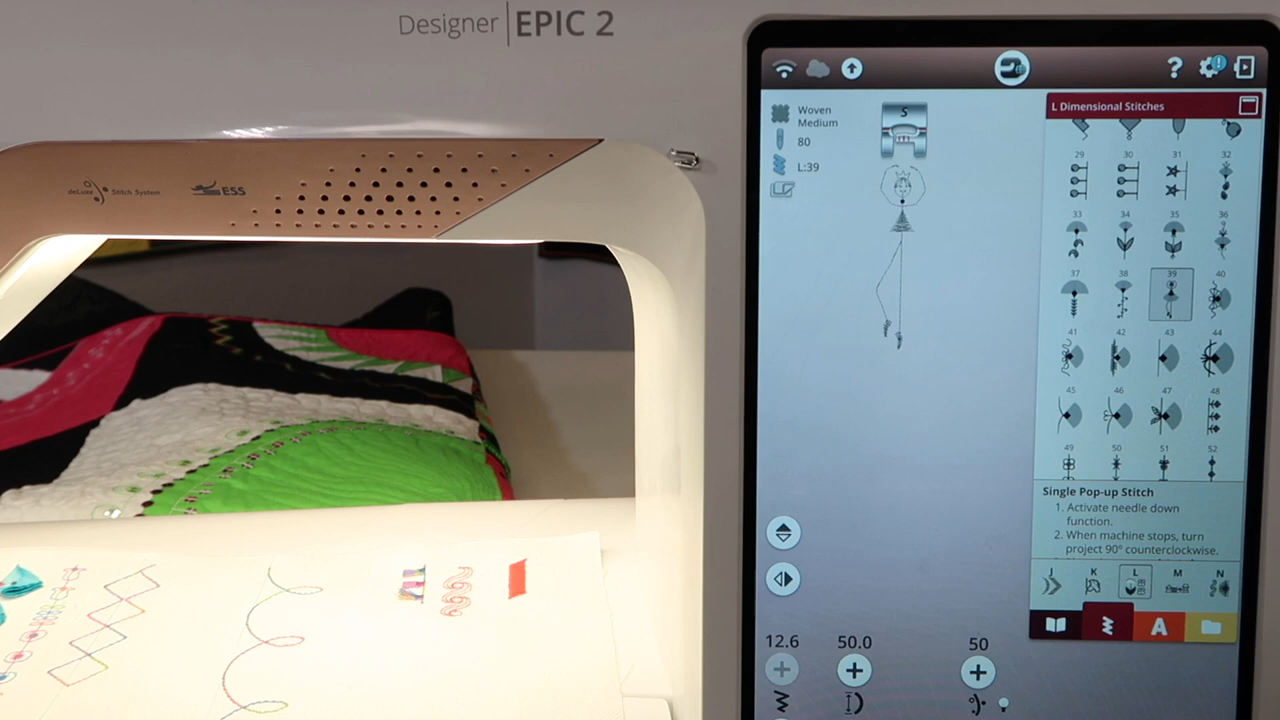 Designer EPIC 2
deLuxe Stitch System
ESS
?
!
Woven
Medium
80
L:39
S
L Dimensional Stitches
29 30 31 32
33 34 35 36
37 38 39 40
41 42 43 44
45 46 47 48
49 50 51 52
Single Pop-up Stitch
1. Activate needle down
function.
2. When machine stops, turn
project 90° counterclockwise.
J K L M N
A
12.6 50.0 50